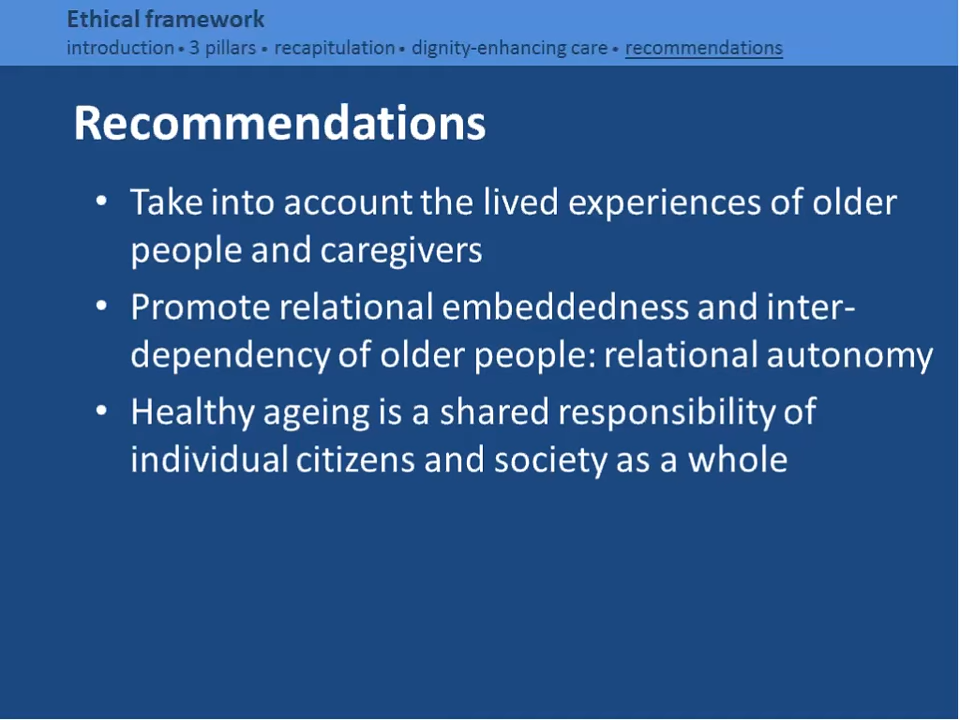 Ethical framework
introduction • 3 pillars • recapitulation • dignity-enhancing care • recommendations
Recommendations
• Take into account the lived experiences of older
people and caregivers
• Promote relational embeddedness and inter-
dependency of older people: relational autonomy
• Healthy ageing is a shared responsibility of
individual citizens and society as a whole